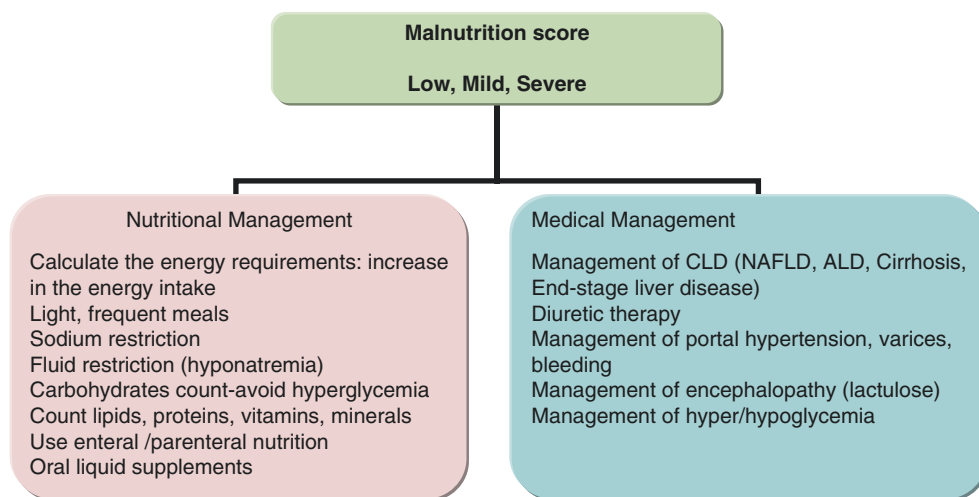 Malnutrition score
Low, Mild, Severe
Nutritional Management
Calculate the energy requirements: increase
in the energy intake
Light, frequent meals
Sodium restriction
Fluid restriction (hyponatremia)
Carbohydrates count-avoid hyperglycemia
Count lipids, proteins, vitamins, minerals
Use enteral /parenteral nutrition
Oral liquid supplements
Medical Management
Management of CLD (NAFLD, ALD, Cirrhosis,
End-stage liver disease)
Diuretic therapy
Management of portal hypertension, varices,
bleeding
Management of encephalopathy (lactulose)
Management of hyper/hypoglycemia